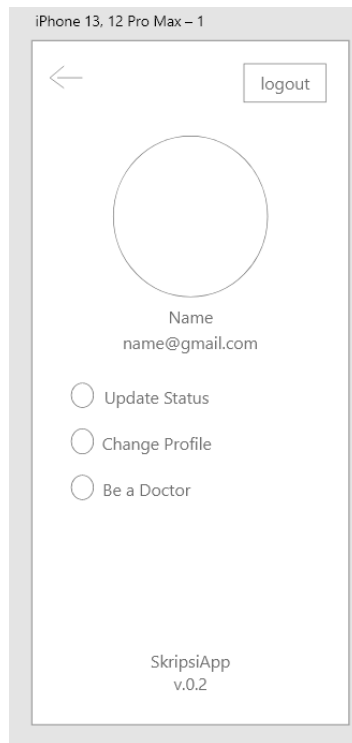 iPhone 13, 12 Pro Max – 1
logout
Name
name@gmail.com
Update Status
Change Profile
Be a Doctor
SkripsiApp
v.0.2